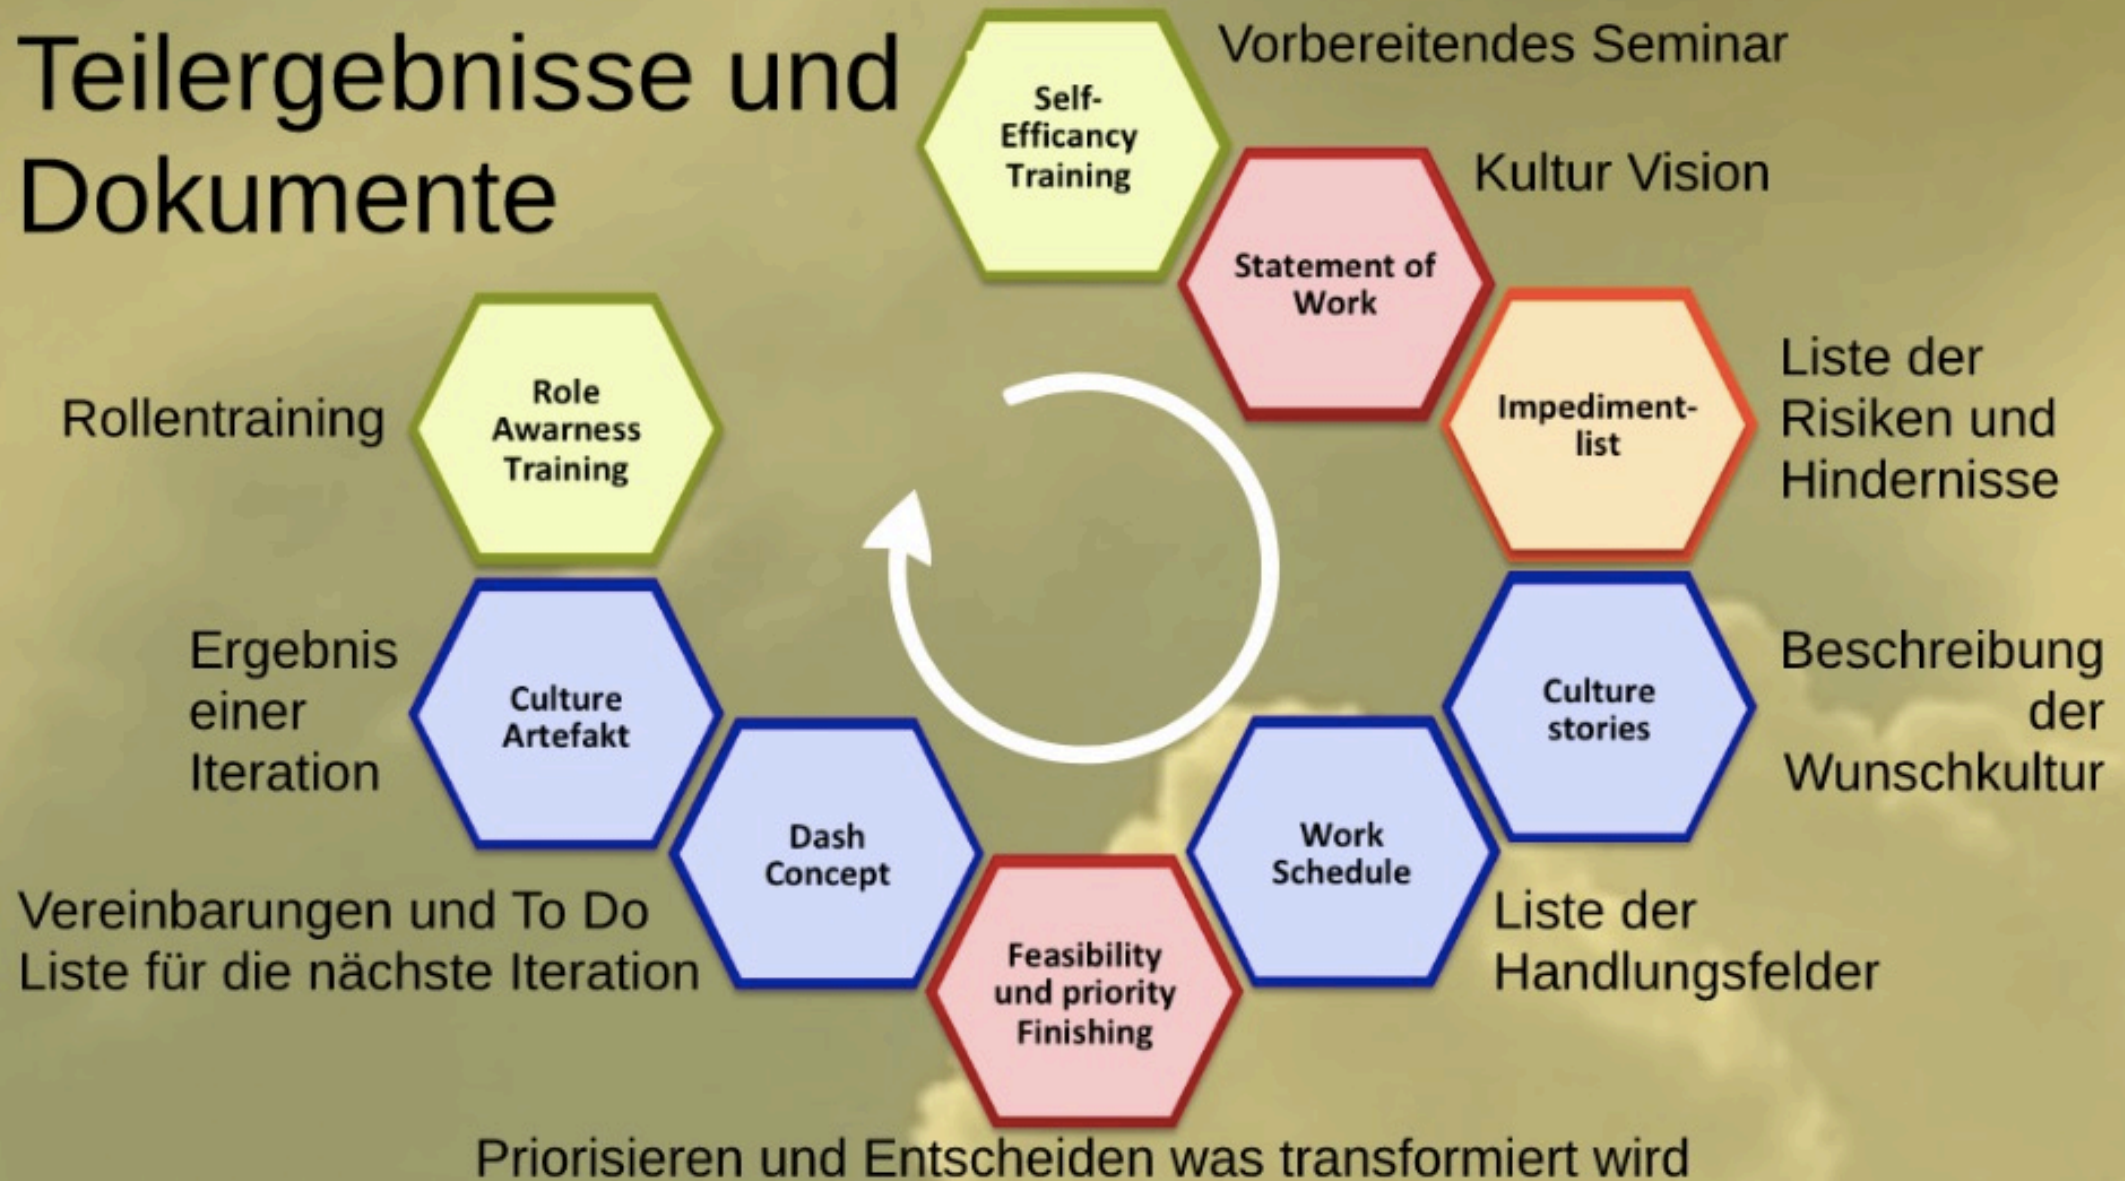 Teilergebnisse und
Dokumente
Self-
Efficancy
Training
Vorbereitendes Seminar
Statement of
Work
Kultur Vision
Impediment-
list
Liste der
Risiken und
Hindernisse
Culture
stories
Beschreibung
der
Wunschkultur
Work
Schedule
Liste der
Handlungsfelder
Feasibility
und priority
Finishing
Priorisieren und Entscheiden was transformiert wird
Dash
Concept
Vereinbarungen und To Do
Liste für die nächste Iteration
Culture
Artefakt
Ergebnis
einer
Iteration
Role
Awarness
Training
Rollentraining